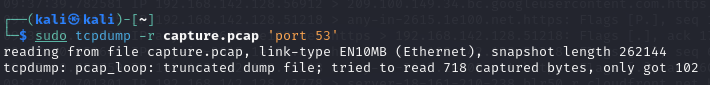 ┌──(kali㉿kali)-[~]
└─$ sudo tcpdump -r capture.pcap 'port 53'
reading from file capture.pcap, link-type EN10MB (Ethernet), snapshot length 262144
tcpdump: pcap_loop: truncated dump file; tried to read 718 captured bytes, only got 102